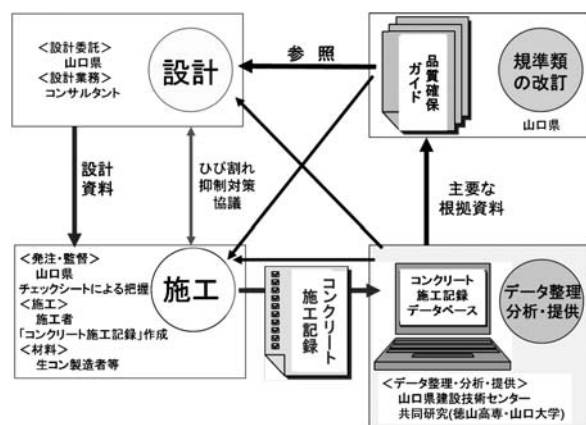 ＜設計委託＞
山口県
＜設計業務＞
コンサルタント
設計
参照
品質確保
ガイド
規準類
の改訂
山口県
設計
資料
ひび割れ
抑制対策
協議
主要な
根拠資料
＜発注・監督＞
山口県
チェックシートによる把握
＜施工＞
施工者
「コンクリート施工記録」作成
＜材料＞
生コン製造者等
施工
コンクリート
施工記録
コンクリート
施工記録
データベース
データ整理
分析・提供
＜データ整理・分析・提供＞
山口県建設技術センター
共同研究(徳山高専・山口大学)